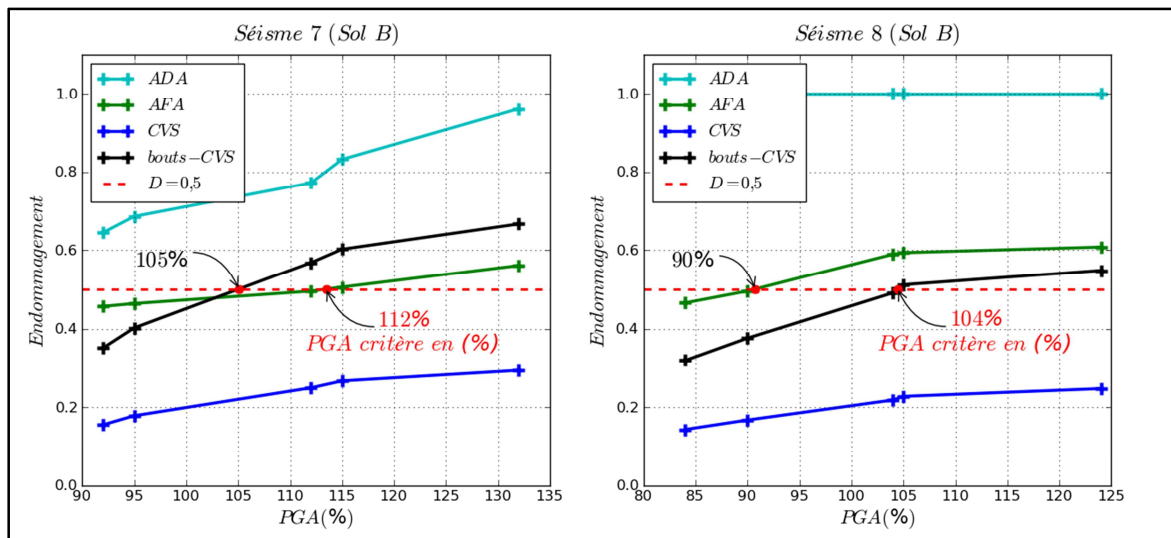 Séisme 7 (Sol B)
Endommagement
1.0
0.8
0.6
0.4
0.2
0.0
ADA
AFA
CVS
bouts-CVS
D=0,5
105%
112%
PGA critère en (%)
90 95 100 105 110 115 120 125 130 135
PGA(%)
Séisme 8 (Sol B)
Endommagement
1.0
0.8
0.6
0.4
0.2
0.0
ADA
AFA
CVS
bouts-CVS
D=0,5
90%
104%
PGA critère en (%)
80 85 90 95 100 105 110 115 120 125
PGA(%)